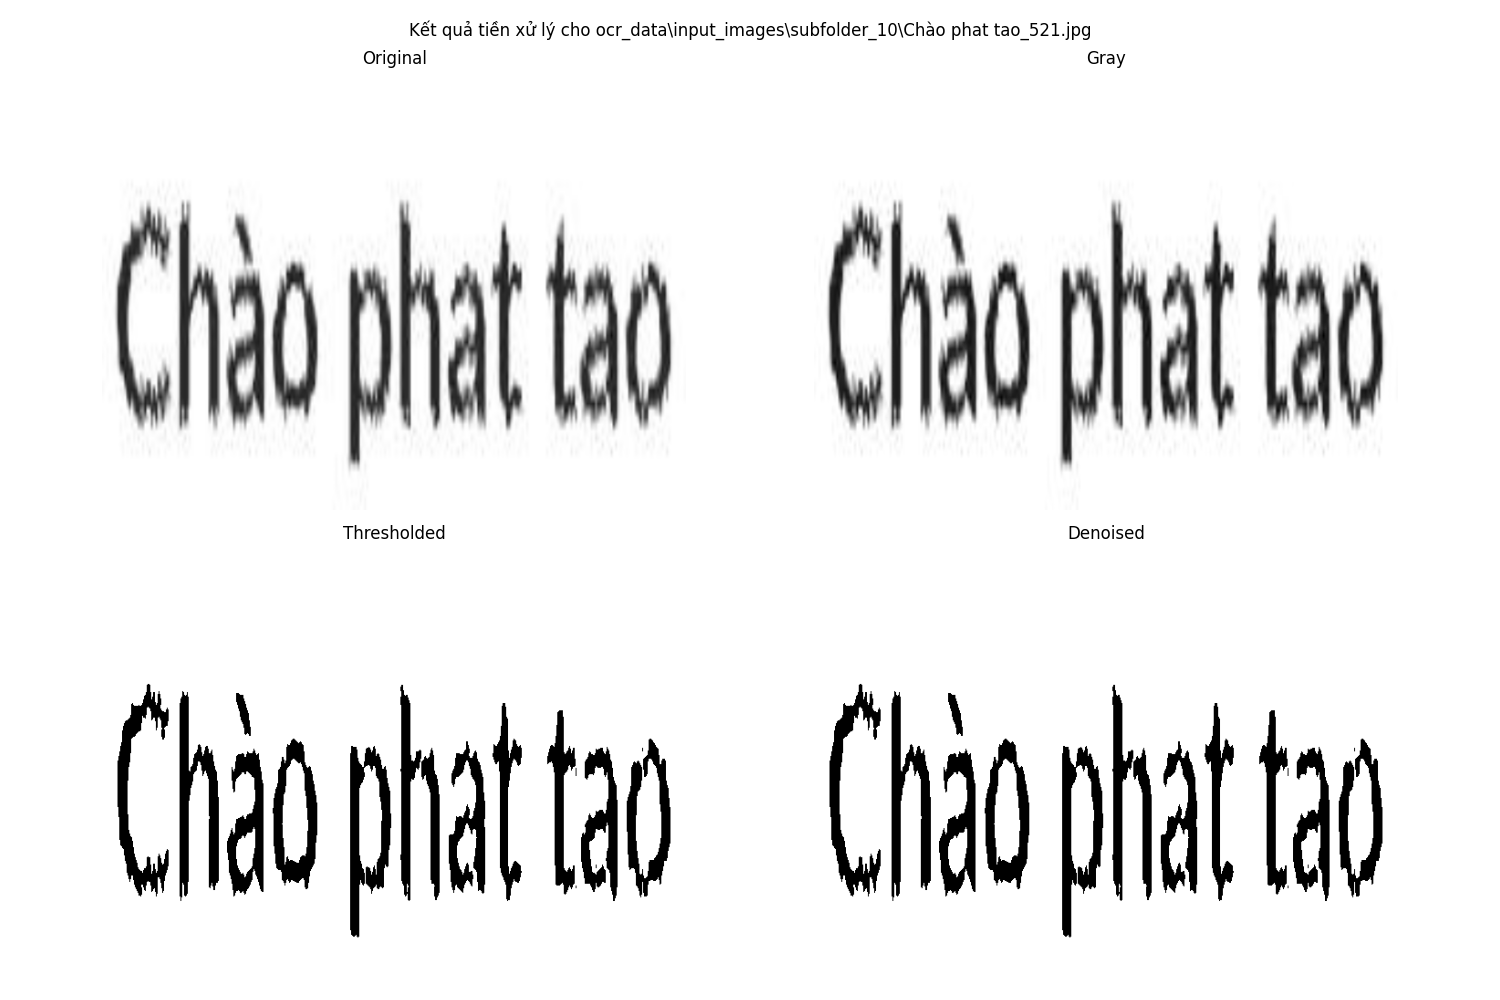 Kết quả tiền xử lý cho ocr_data\input_images\subfolder_10\Chào phat tao_521.jpg
Original
Gray
Chào phat tao
Chào phat tao
Thresholded
Denoised
Chào phat tao
Chào phat tao